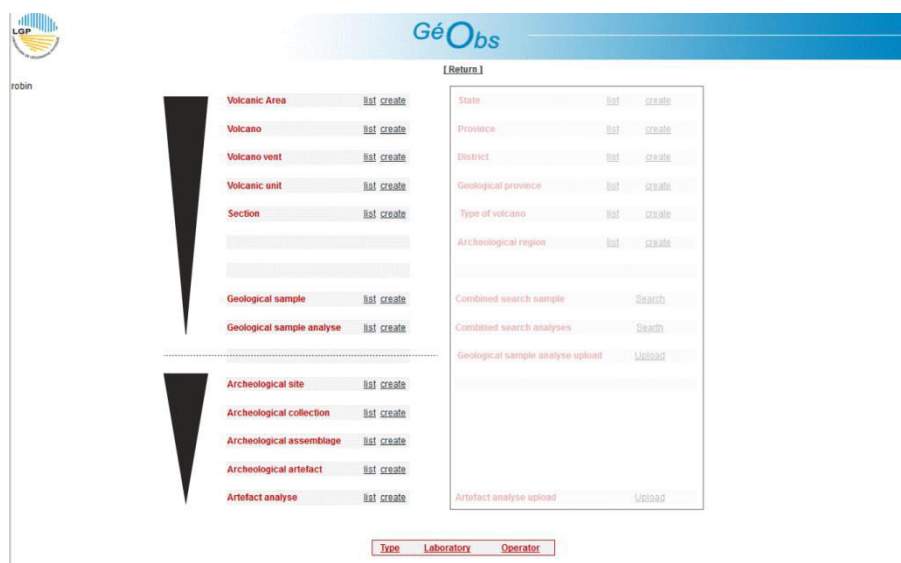 LGP
GéObs
[ Return ]
robin
Volcanic Area list create
State list create
Volcano list create
Province list create
Volcano vent list create
District list create
Volcanic unit list create
Geological province list create
Section list create
Type of volcano list create
Archeological region list create
Geological sample list create
Combined search sample Search
Geological sample analyse list create
Combined search analyses Searth
Geological sample analyse upload Upload
Archeological site list create
Archeological collection list create
Archeological assemblage list create
Archeological artefact list create
Artefact analyse list create
Artefact analyse upload Upload
Type Laboratory Operator